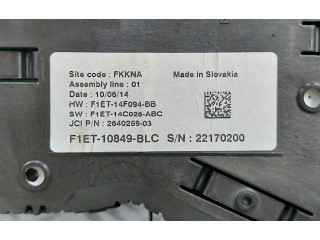 Site code : FKKNA Made in Slovakia
Assembly line : 01
Date : 10/06/14
HW : F1ET-14F094-BB
SW : F1ET-14C026-ABC
JCI P/N : 2640259-03
F1ET-10849-BLC S/N : 22170200